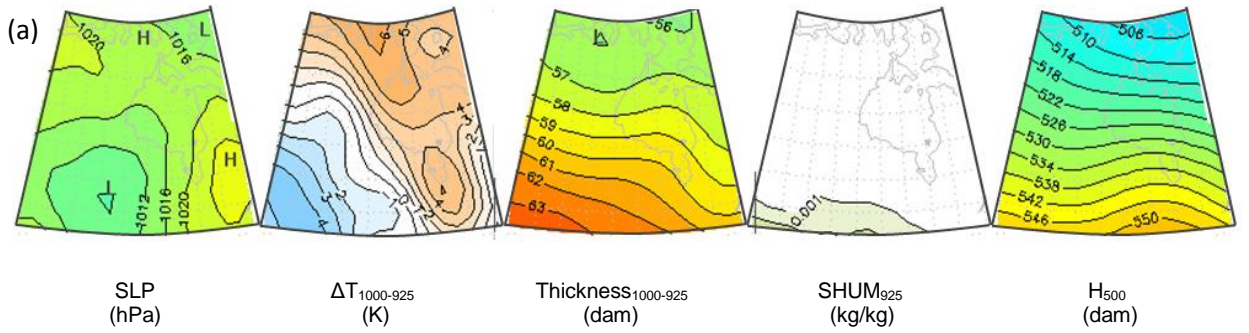 (a)
1020 H 1016 L
H
L
1012 1016 1020
6 5 4
4 3 2 1
3 2 1 0 1 2
4 4
L 56
57
58
59
60
61
62
63
0.001
506
510
514
518
522
526
530
534
538
542
546 550
SLP ΔT1000-925 Thickness1000-925 SHUM925 H500
(hPa) (K) (dam) (kg/kg) (dam)